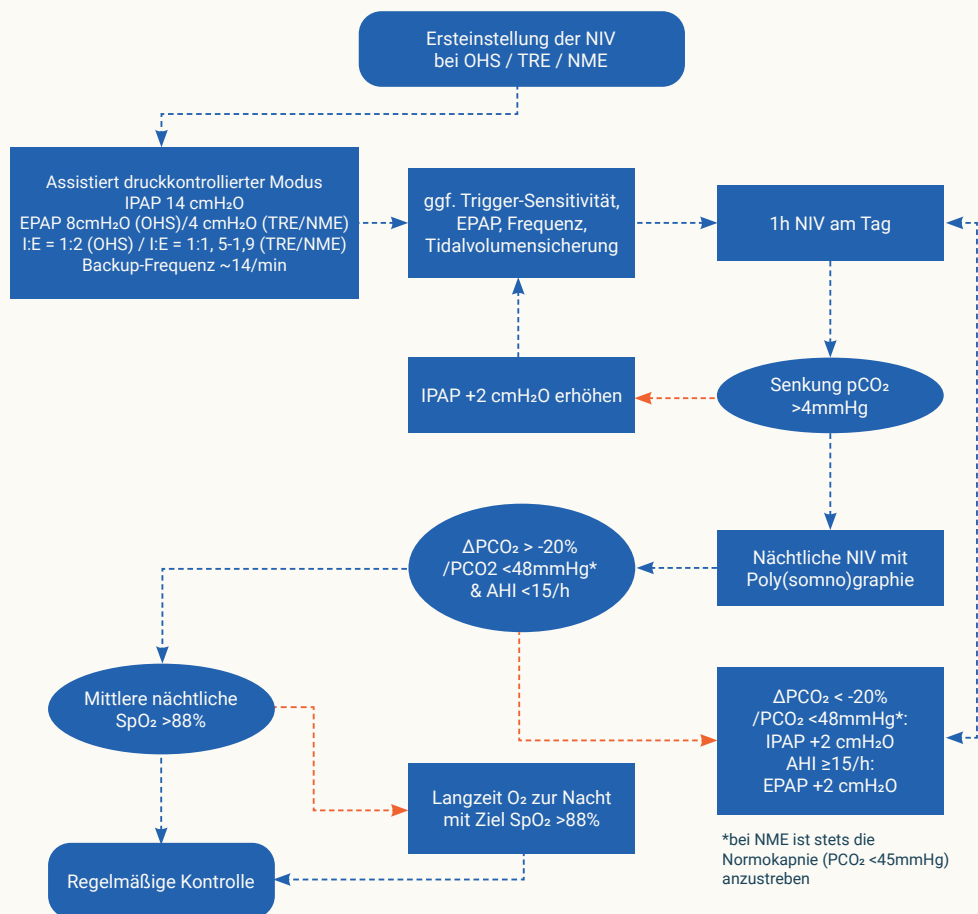 Ersteinstellung der NIV
bei OHS / TRE / NME
Assistiert druckkontrollierter Modus
IPAP 14 cmH₂O
EPAP 8cmH₂O (OHS)/4 cmH₂O (TRE/NME)
I:E = 1:2 (OHS) / I:E = 1:1, 5-1,9 (TRE/NME)
Backup-Frequenz ~14/min
ggf. Trigger-Sensitivität,
EPAP, Frequenz,
Tidalvolumensicherung
1h NIV am Tag
IPAP +2 cmH₂O erhöhen
Senkung pCO₂
>4mmHg
ΔPCO₂ > -20%
/PCO2 <48mmHg*
& AHI <15/h
Nächtliche NIV mit
Poly(somno)graphie
Mittlere nächtliche
SpO₂ >88%
ΔPCO₂ < -20%
/PCO₂ <48mmHg*:
IPAP +2 cmH₂O
AHI ≥15/h:
EPAP +2 cmH₂O
Langzeit O₂ zur Nacht
mit Ziel SpO₂ >88%
*bei NME ist stets die
Normokapnie (PCO₂ <45mmHg)
anzustreben
Regelmäßige Kontrolle